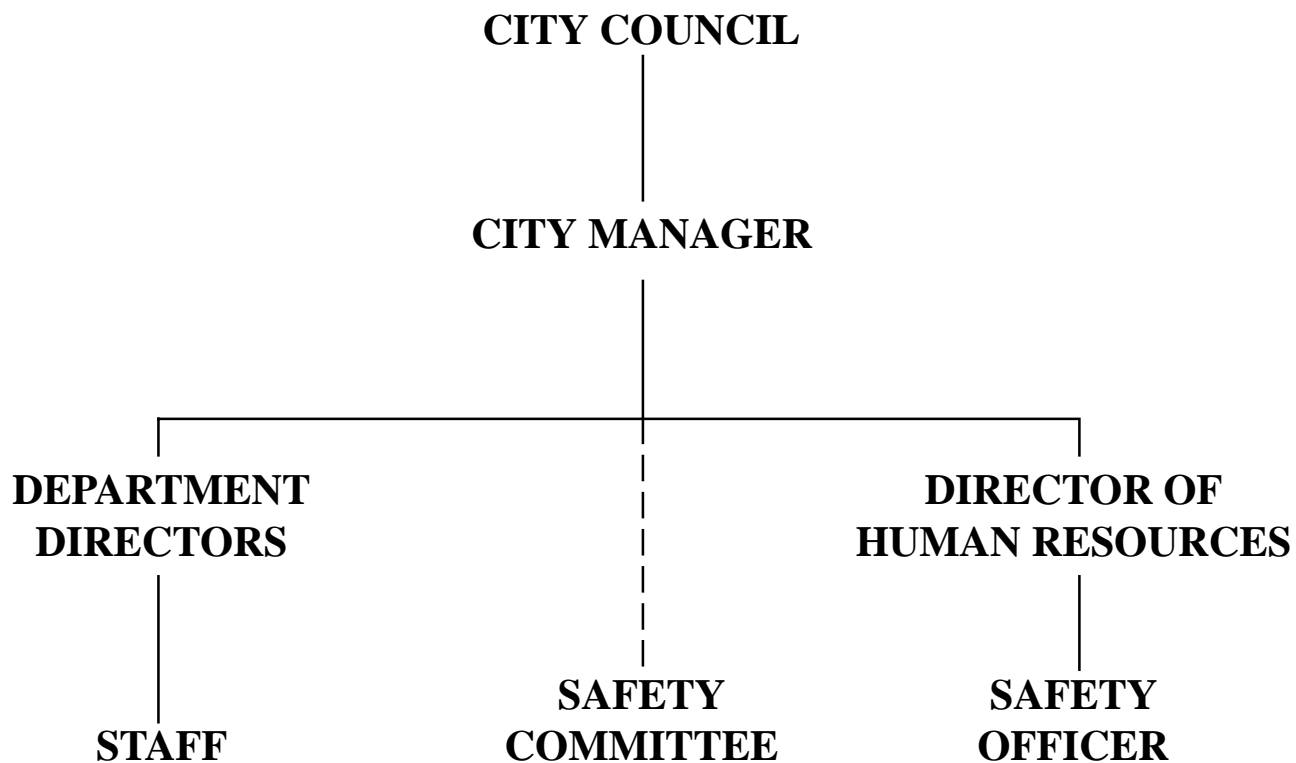 CITY COUNCIL
CITY MANAGER
DEPARTMENT
DIRECTORS
DIRECTOR OF
HUMAN RESOURCES
STAFF
SAFETY
COMMITTEE
SAFETY
OFFICER